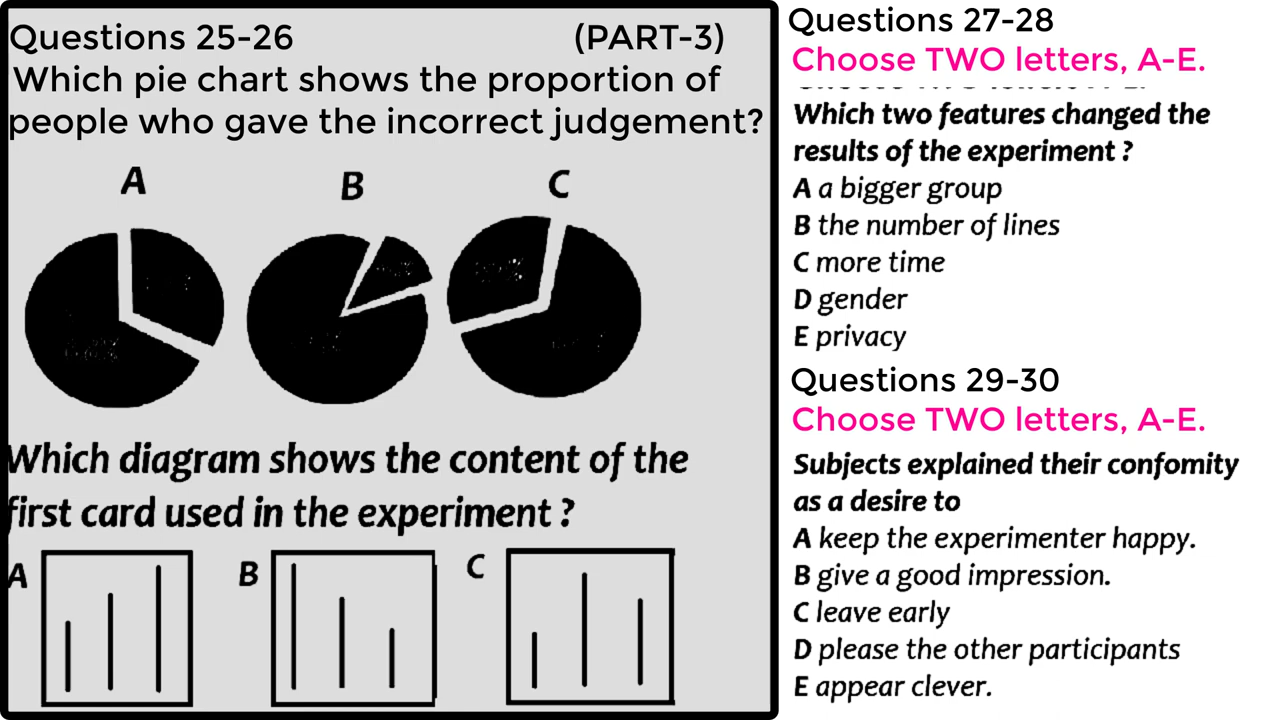 Questions 25-26 (PART-3)
Which pie chart shows the proportion of
people who gave the incorrect judgement?
A B C
Which diagram shows the content of the
first card used in the experiment ?
A B C
Questions 27-28
Choose TWO letters, A-E.
Which two features changed the
results of the experiment ?
A a bigger group
B the number of lines
C more time
D gender
E privacy
Questions 29-30
Choose TWO letters, A-E.
Subjects explained their confomity
as a desire to
A keep the experimenter happy.
B give a good impression.
C leave early
D please the other participants
E appear clever.